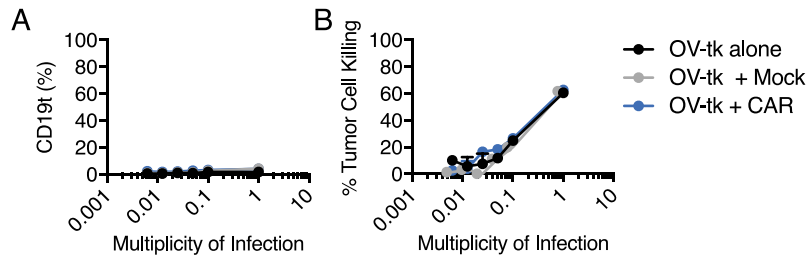 A
CD19t (%)
100
80
60
40
20
0
0.001
0.01
0.1
1
10
Multiplicity of Infection
B
% Tumor Cell Killing
100
80
60
40
20
0
0.001
0.01
0.1
1
10
Multiplicity of Infection
OV-tk alone
OV-tk + Mock
OV-tk + CAR